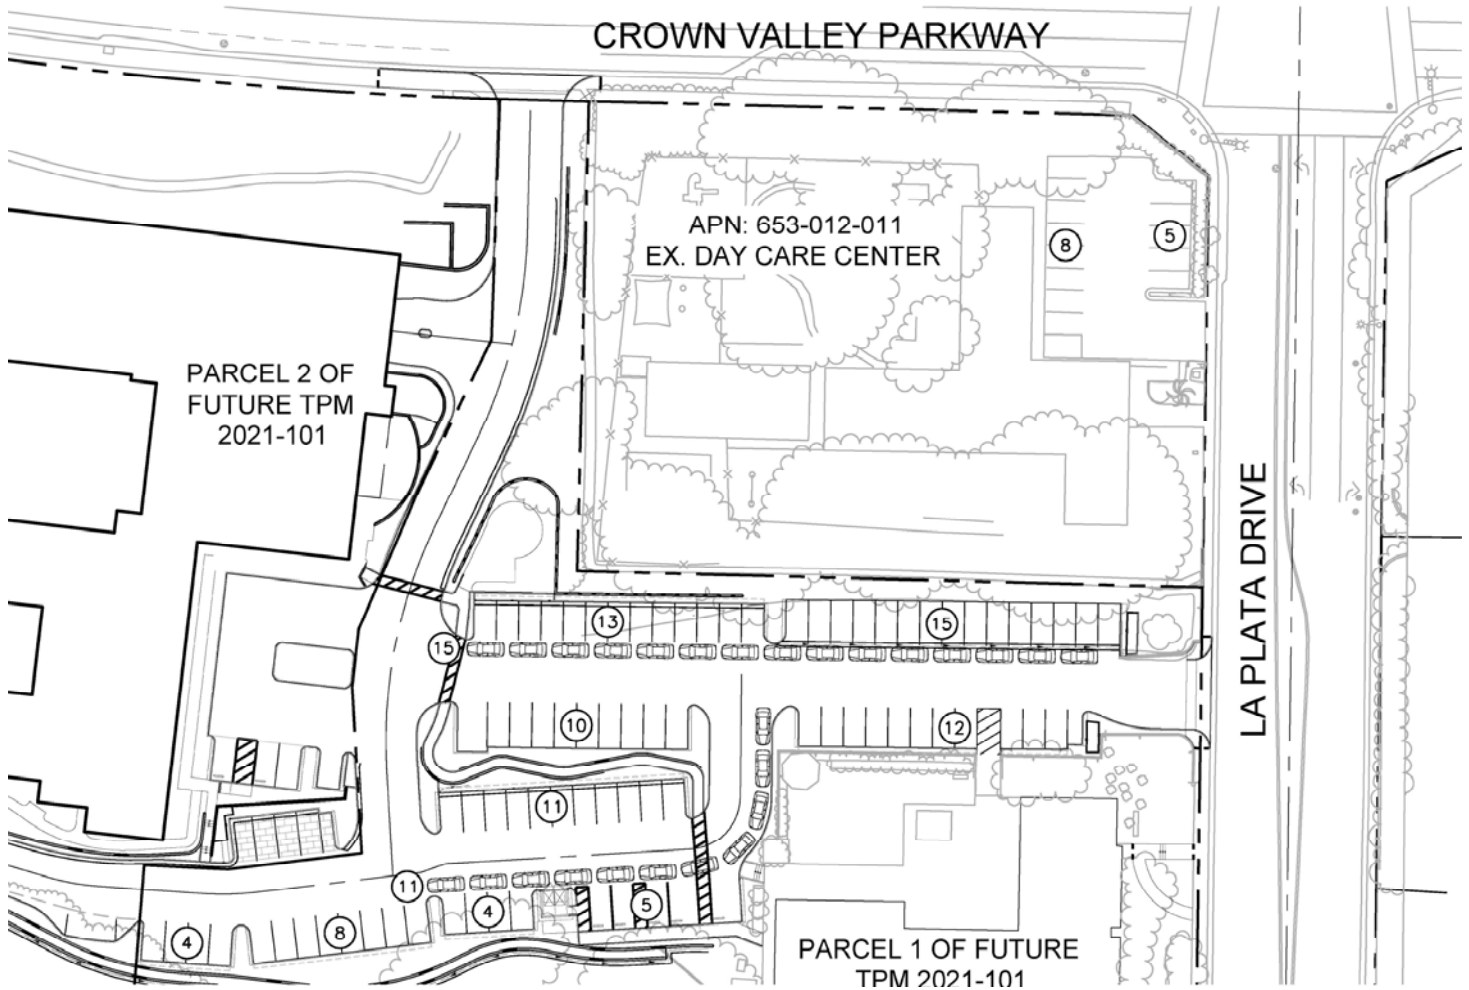 CROWN VALLEY PARKWAY
APN: 653-012-011
EX. DAY CARE CENTER
8
5
PARCEL 2 OF
FUTURE TPM
2021-101
LA PLATA DRIVE
13
15
15
10
12
11
11
4
5
8
4
PARCEL 1 OF FUTURE
TPM 2021-101